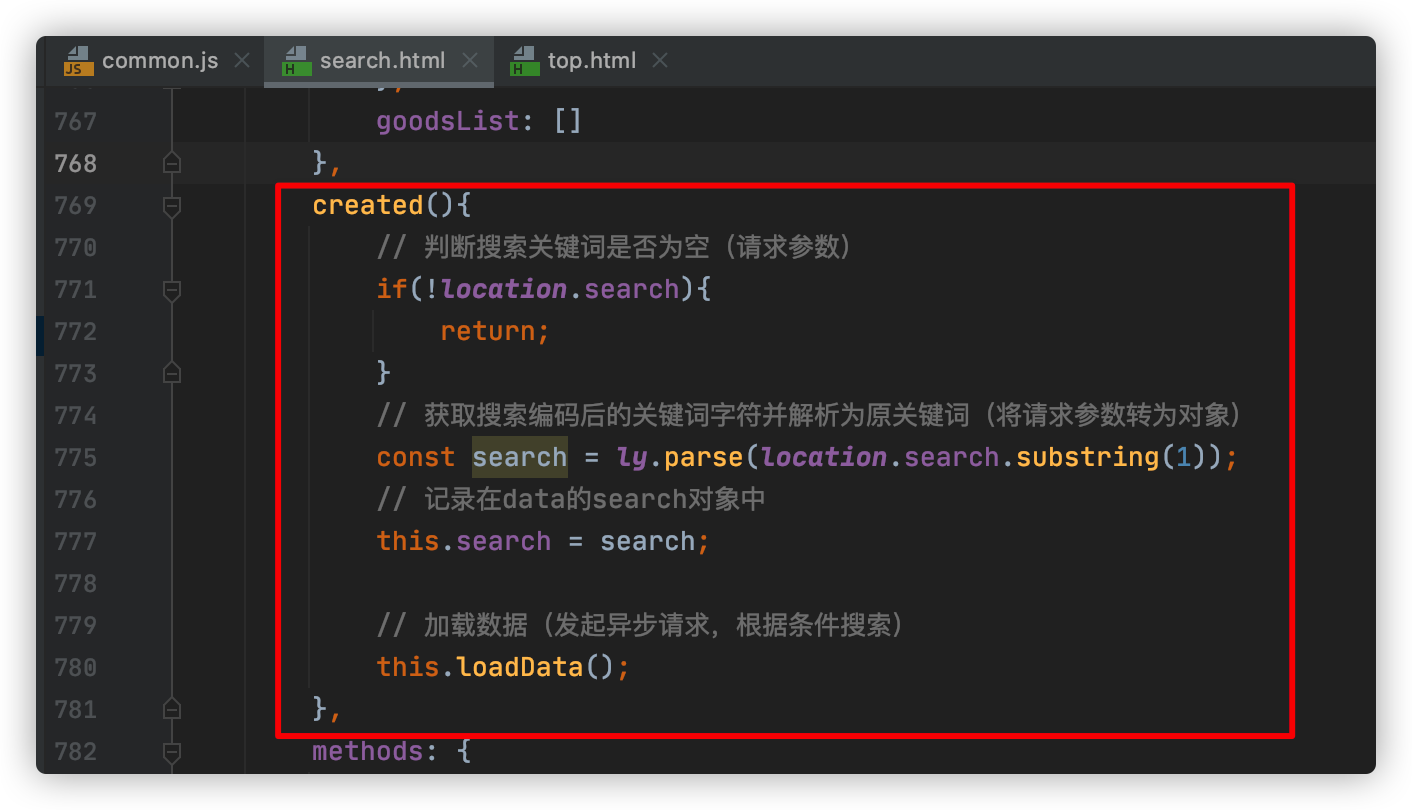 common.js
search.html
top.html
767 goodsList: []
768 },
769 created(){
770 // 判断搜索关键词是否为空（请求参数）
771 if(!location.search){
772 return;
773 }
774 // 获取搜索编码后的关键词字符并解析为原关键词（将请求参数转为对象）
775 const search = ly.parse(location.search.substring(1));
776 // 记录在data的search对象中
777 this.search = search;
778
779 // 加载数据（发起异步请求，根据条件搜索）
780 this.loadData();
781 },
782 methods: {